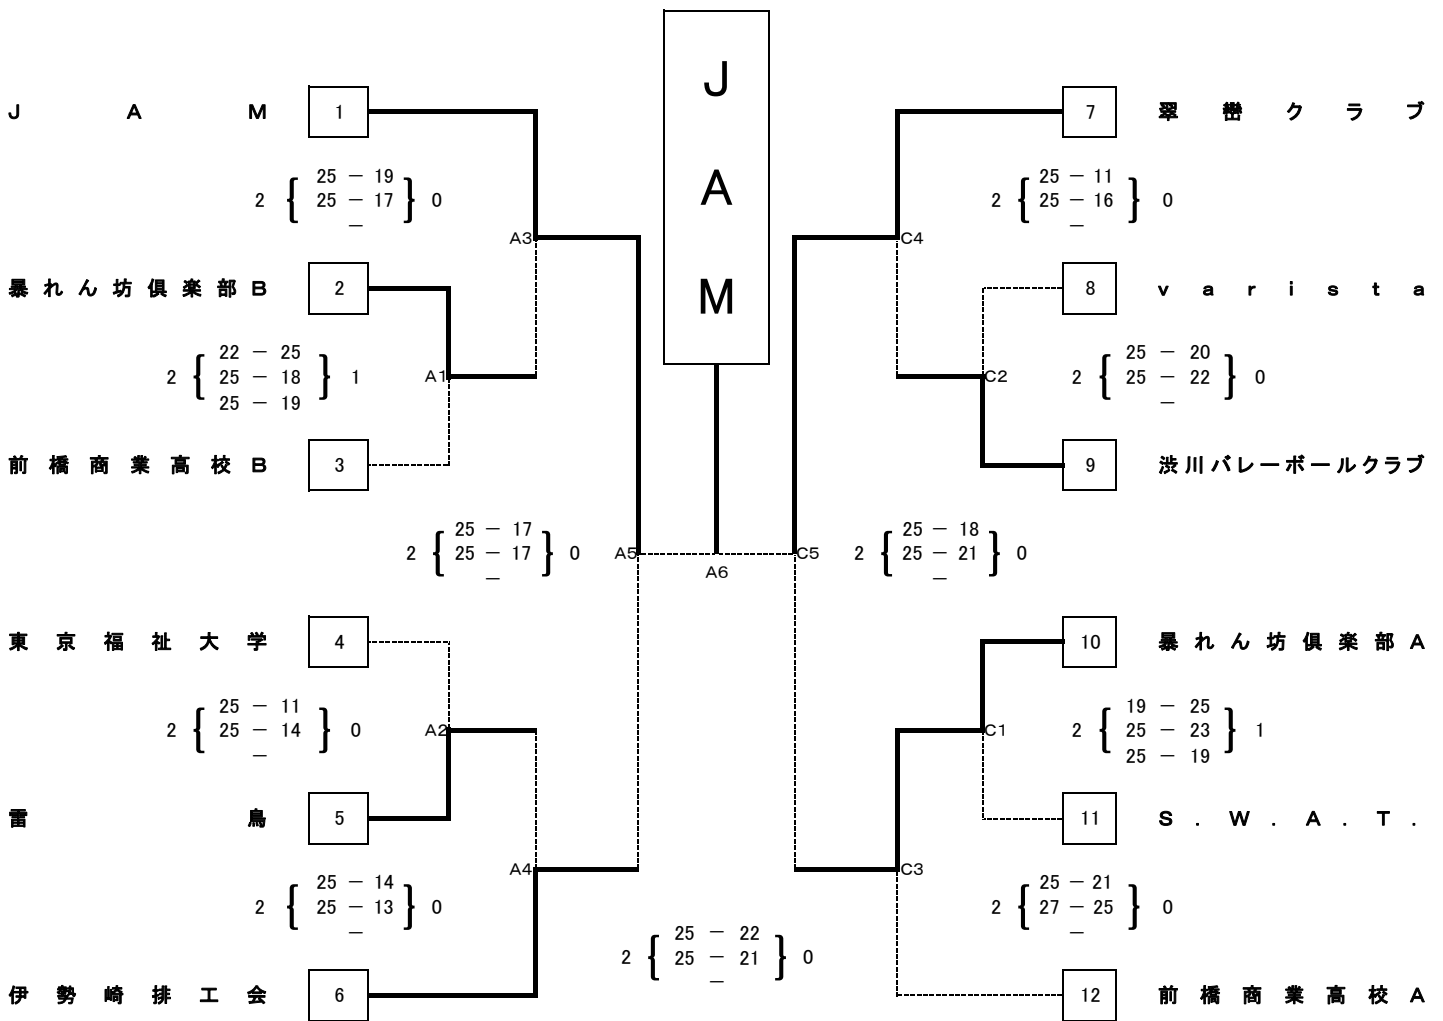 J
A
M
JAM 1
7 翠巒クラブ
25 － 19
2 { 25 － 17 } 0
－
25 － 11
2 { 25 － 16 } 0
－
A3
C4
暴れん坊倶楽部B 2
8 varista
22 － 25
2 { 25 － 18 } 1
25 － 19
A1
C2
25 － 20
2 { 25 － 22 } 0
－
前橋商業高校B 3
9 渋川バレーボールクラブ
25 － 17
2 { 25 － 17 } 0
－
A5
A6
C5
25 － 18
2 { 25 － 21 } 0
－
東京福祉大学 4
10 暴れん坊倶楽部A
25 － 11
2 { 25 － 14 } 0
－
A2
C1
19 － 25
2 { 25 － 23 } 1
25 － 19
雷鳥 5
11 S.W.A.T.
A4
C3
25 － 14
2 { 25 － 13 } 0
－
25 － 21
2 { 27 － 25 } 0
－
25 － 22
2 { 25 － 21 } 0
－
伊勢崎排工会 6
12 前橋商業高校A